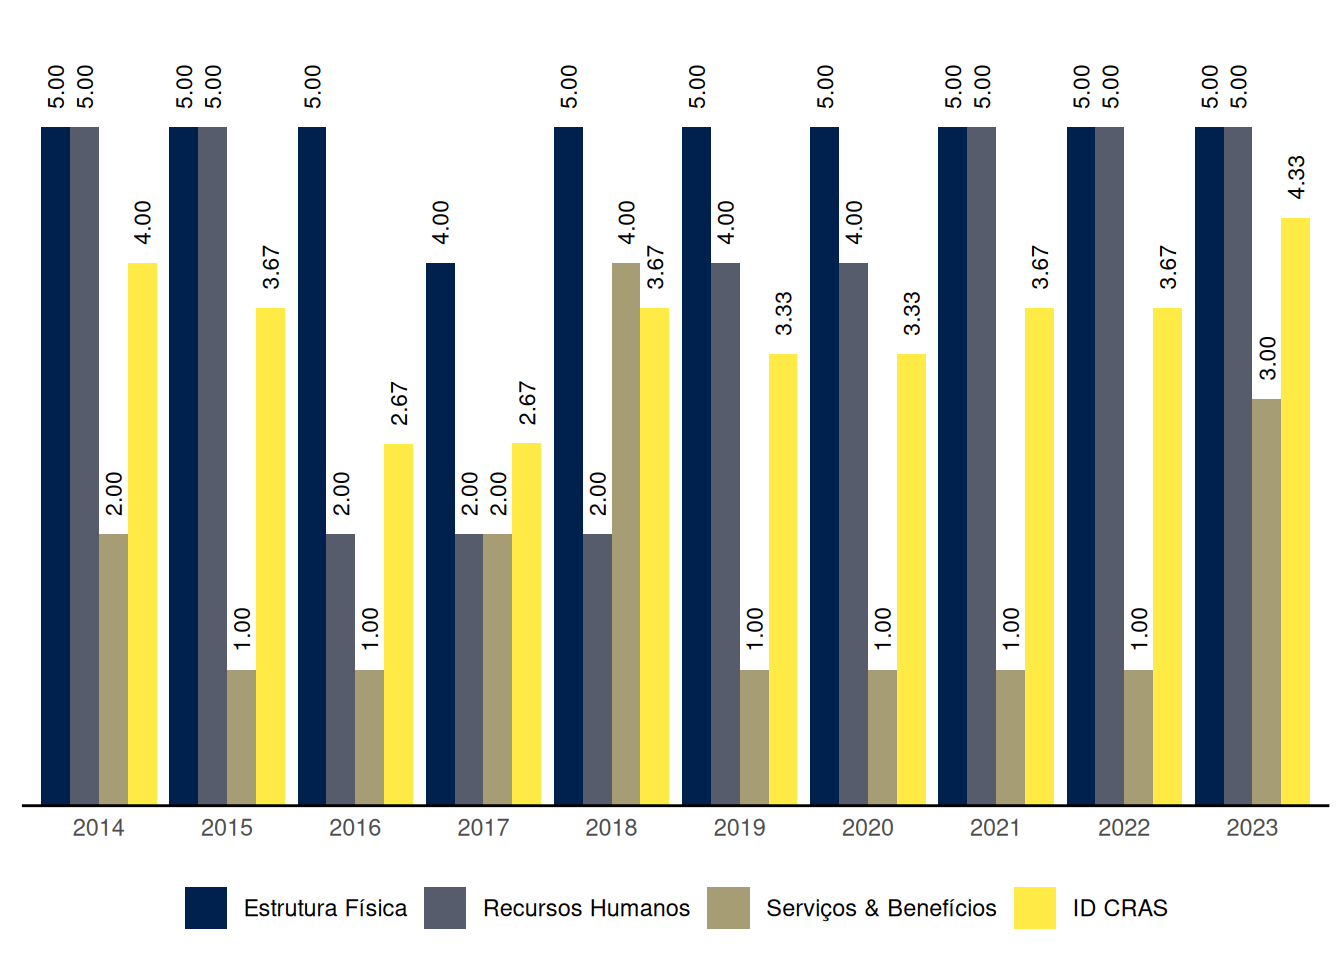 5.00 5.00 2.00 4.00
5.00 5.00 1.00 3.67
5.00 2.00 1.00 2.67
4.00 2.00 2.00 2.67
5.00 2.00 4.00 3.67
5.00 4.00 1.00 3.33
5.00 4.00 1.00 3.33
5.00 5.00 1.00 3.67
5.00 5.00 1.00 3.67
5.00 5.00 3.00 4.33
2014 2015 2016 2017 2018 2019 2020 2021 2022 2023
Estrutura Física Recursos Humanos Serviços & Benefícios ID CRAS